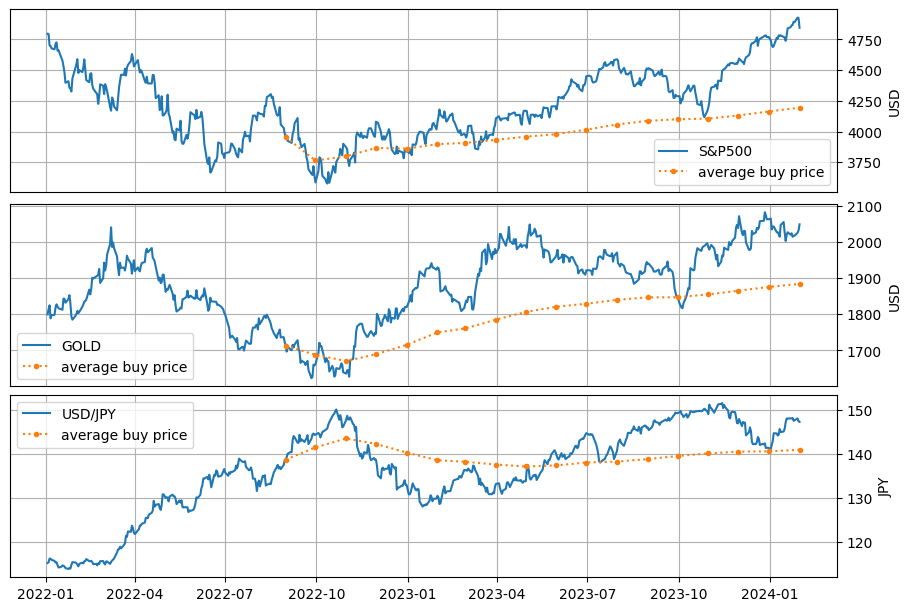 4750
4500
4250
4000
3750
USD
S&P500
average buy price
2100
2000
1900
1800
1700
USD
GOLD
average buy price
150
140
130
120
JPY
USD/JPY
average buy price
2022-01 2022-04 2022-07 2022-10 2023-01 2023-04 2023-07 2023-10 2024-01